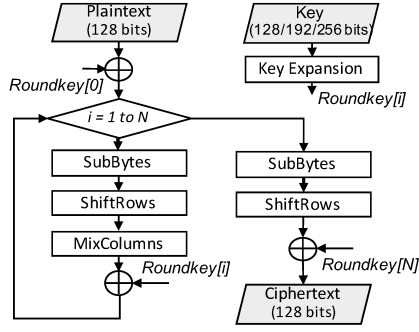 Plaintext
(128 bits)
Key
(128/192/256 bits)
Roundkey[0]
Key Expansion
Roundkey[i]
i = 1 to N
SubBytes
ShiftRows
MixColumns
Roundkey[i]
SubBytes
ShiftRows
Roundkey[N]
Ciphertext
(128 bits)